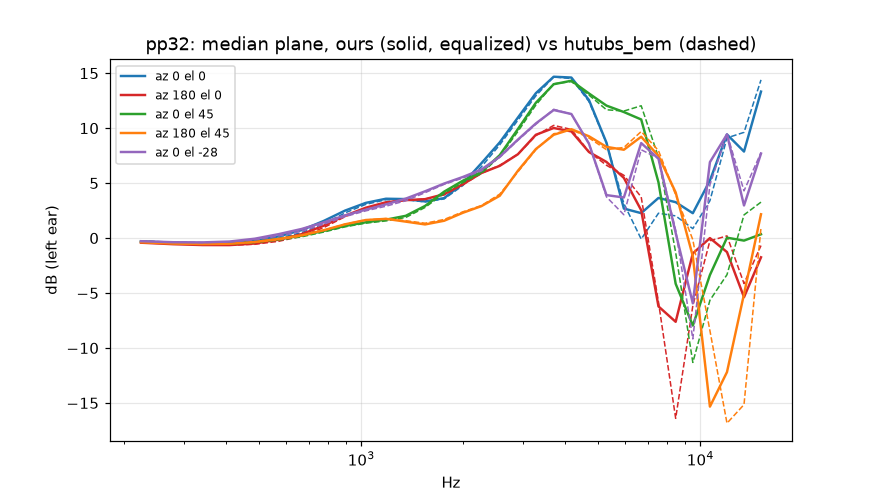 pp32: median plane, ours (solid, equalized) vs hutubs_bem (dashed)
az 0 el 0
az 180 el 0
az 0 el 45
az 180 el 45
az 0 el -28
15
10
5
0
−5
−10
−15
dB (left ear)
10³
10⁴
Hz